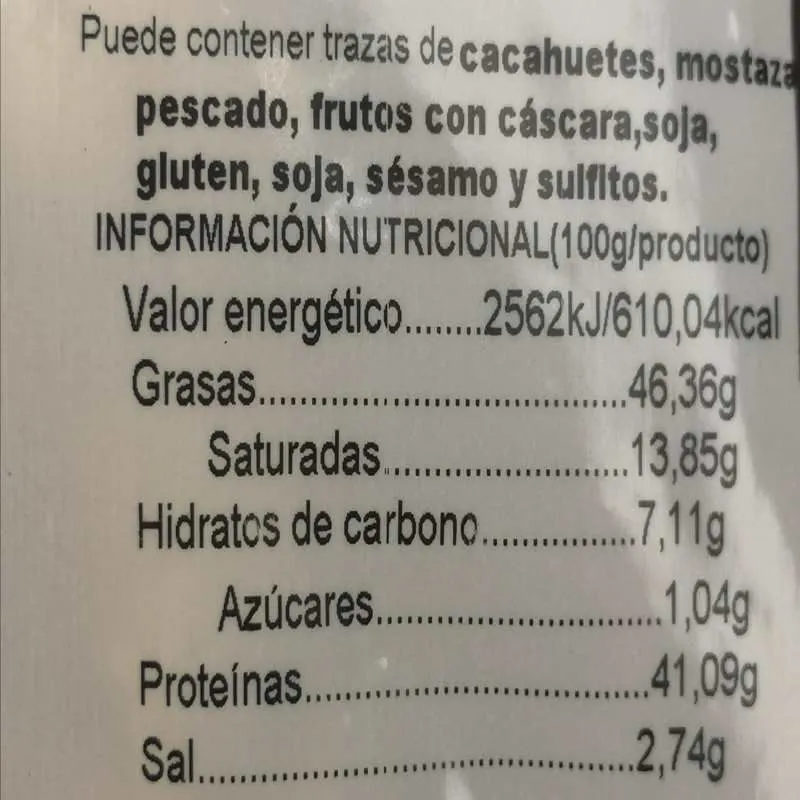 Puede contener trazas de cacahuetes, mostaza
pescado, frutos con cáscara,soja,
gluten, soja, sésamo y sulfitos.
INFORMACIÓN NUTRICIONAL(100g/producto)
Valor energético........2562kJ/610,04kcal
Grasas..............................46,36g
Saturadas....................13,85g
Hidratos de carbono.............7,11g
Azúcares.......................1,04g
Proteínas...........................41,09g
Sal..................................2,74g